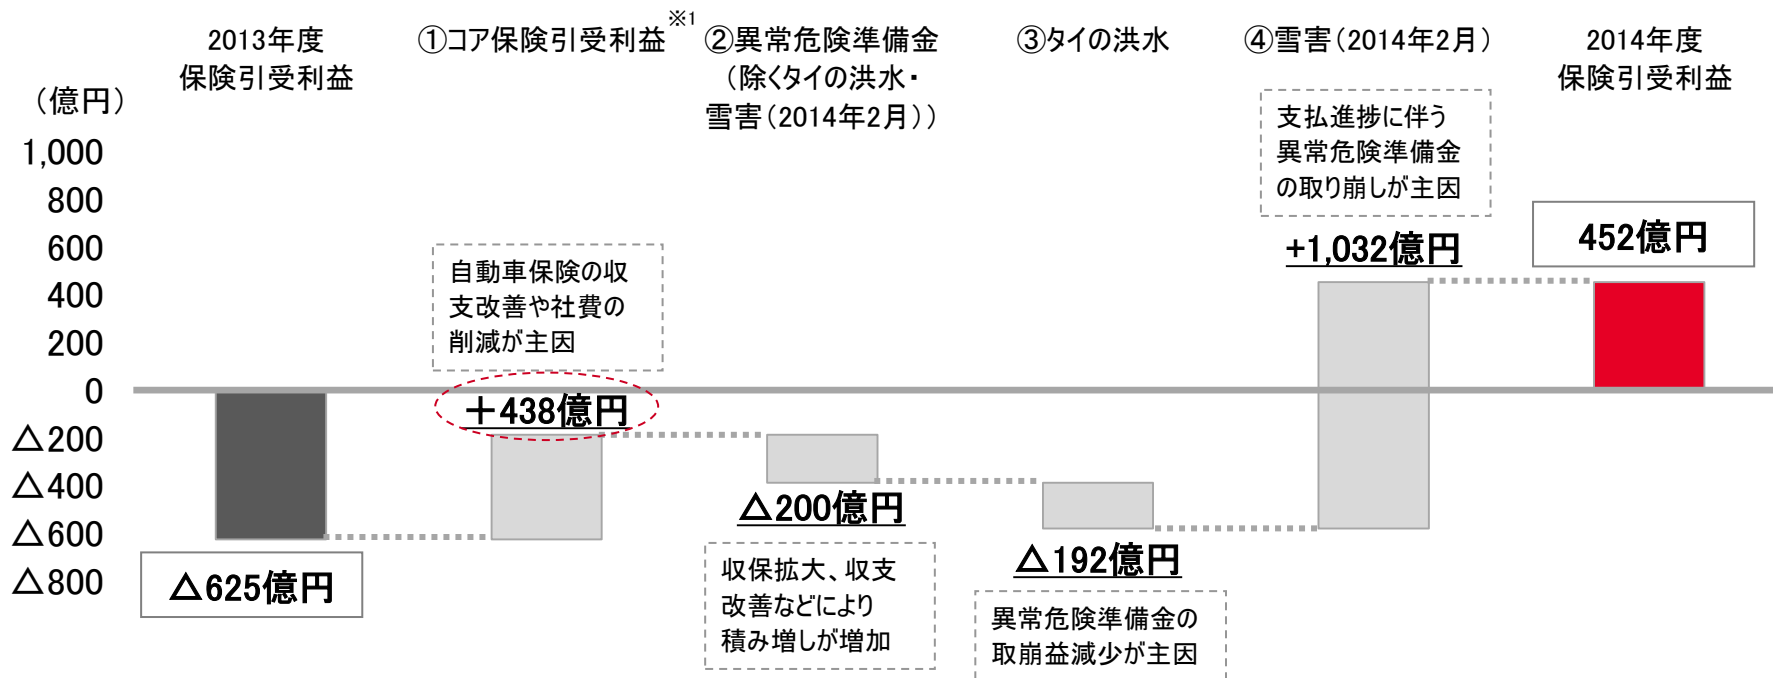 2013年度
保険引受利益
①コア保険引受利益※1
②異常危険準備金
(除くタイの洪水・
雪害(2014年2月))
③タイの洪水
④雪害(2014年2月)
2014年度
保険引受利益
(億円)
1,000
800
600
400
200
0
△200
△400
△600
△800
△625億円
自動車保険の収
支改善や社費の
削減が主因
+438億円
△200億円
収保拡大、収支
改善などにより
積み増しが増加
△192億円
異常危険準備金の
取崩益減少が主因
支払進捗に伴う
異常危険準備金
の取り崩しが主因
+1,032億円
452億円